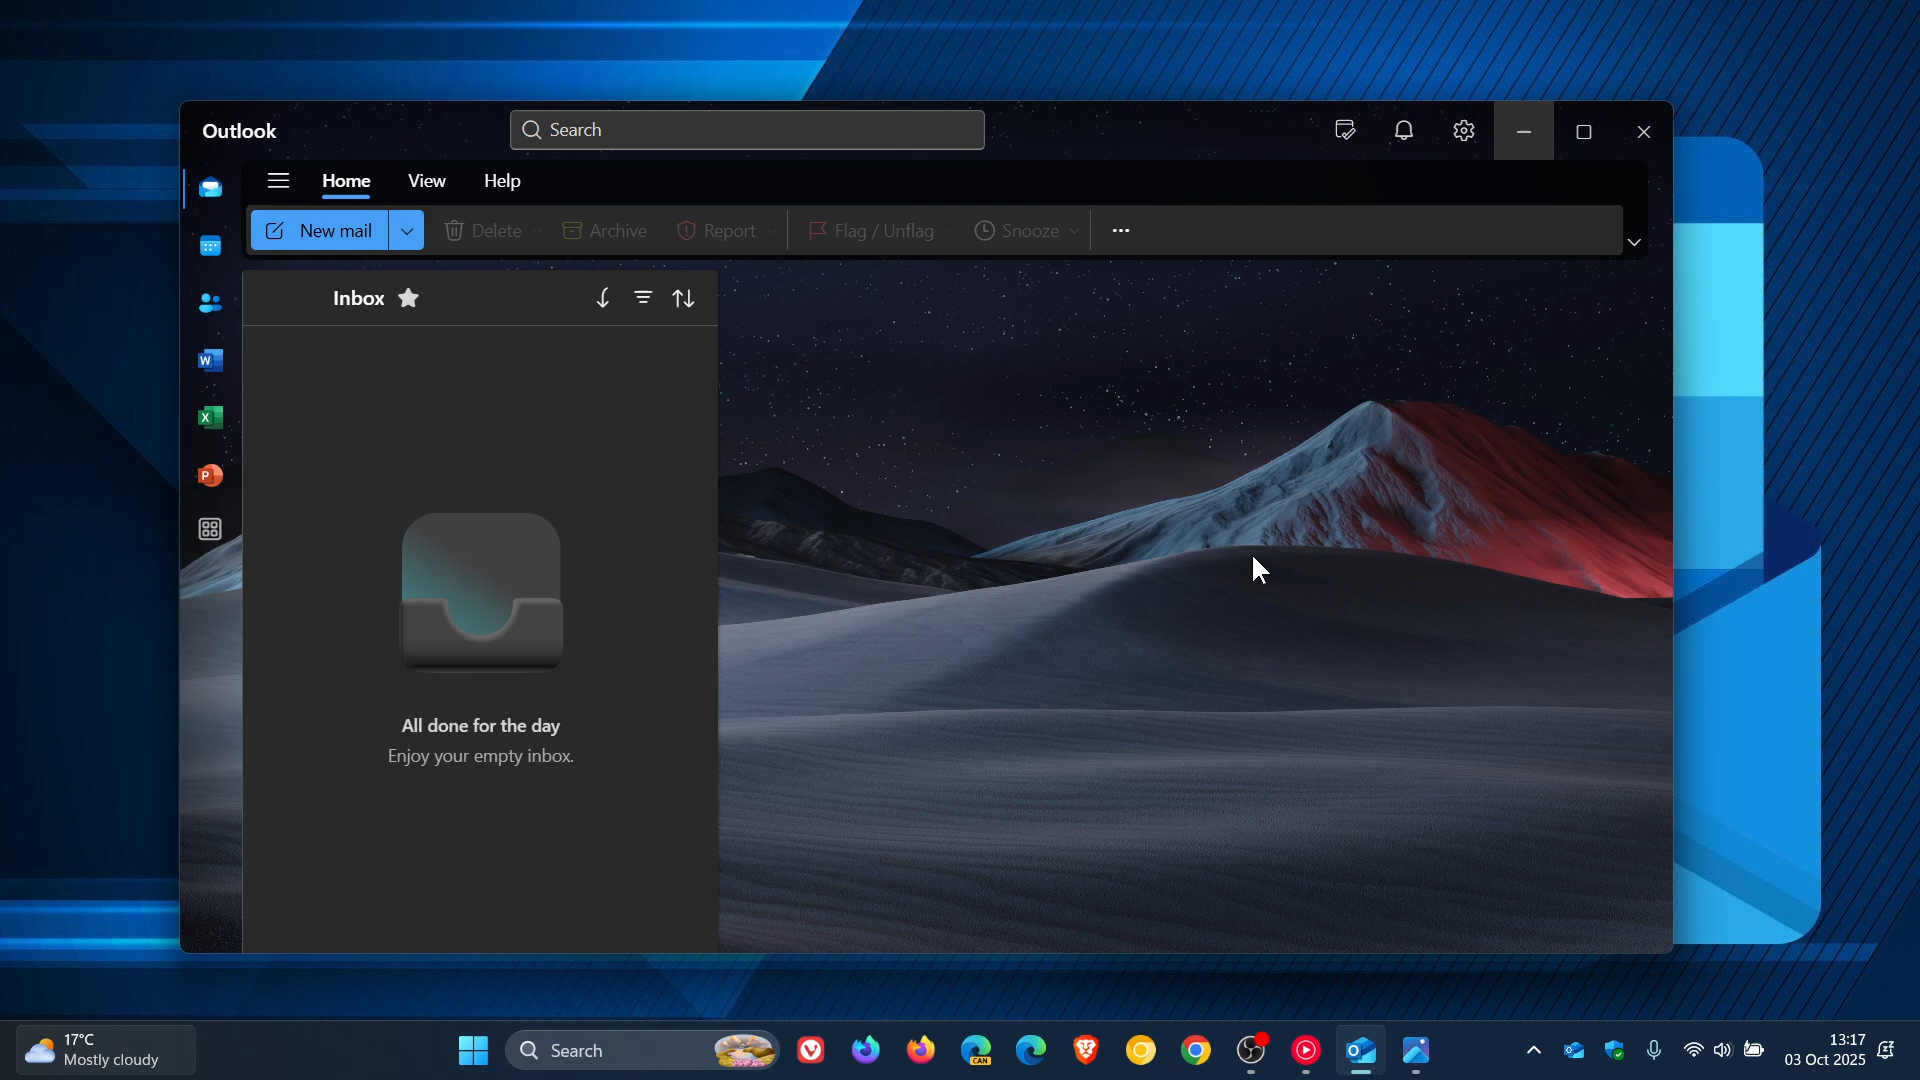 Outlook
Search
Home View Help
New mail Delete Archive Report Flag / Unflag Snooze
Inbox
W
X
P
All done for the day
Enjoy your empty inbox.
17°C
Mostly cloudy
Search
CAN
13:17
03 Oct 2025